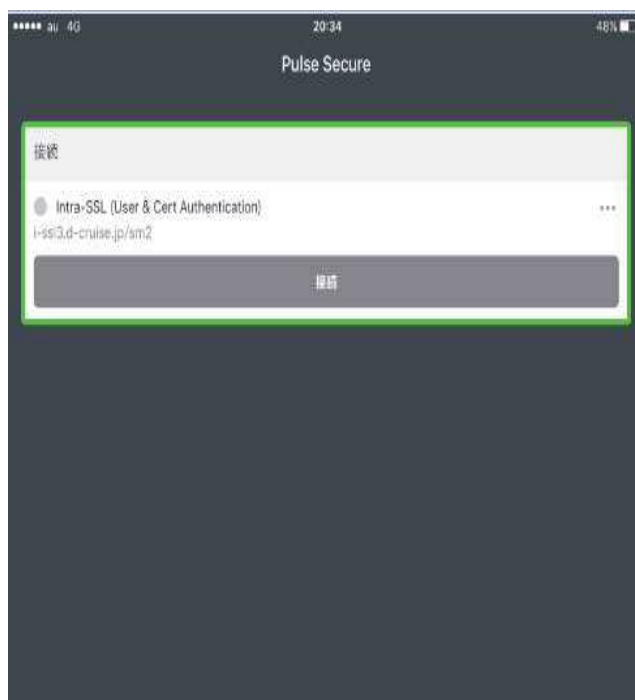 au 4G 20:34 48%
Pulse Secure
接続
Intra-SSL (User & Cert Authentication)
i-ssl3.d-cruise.jp/sm2
接続